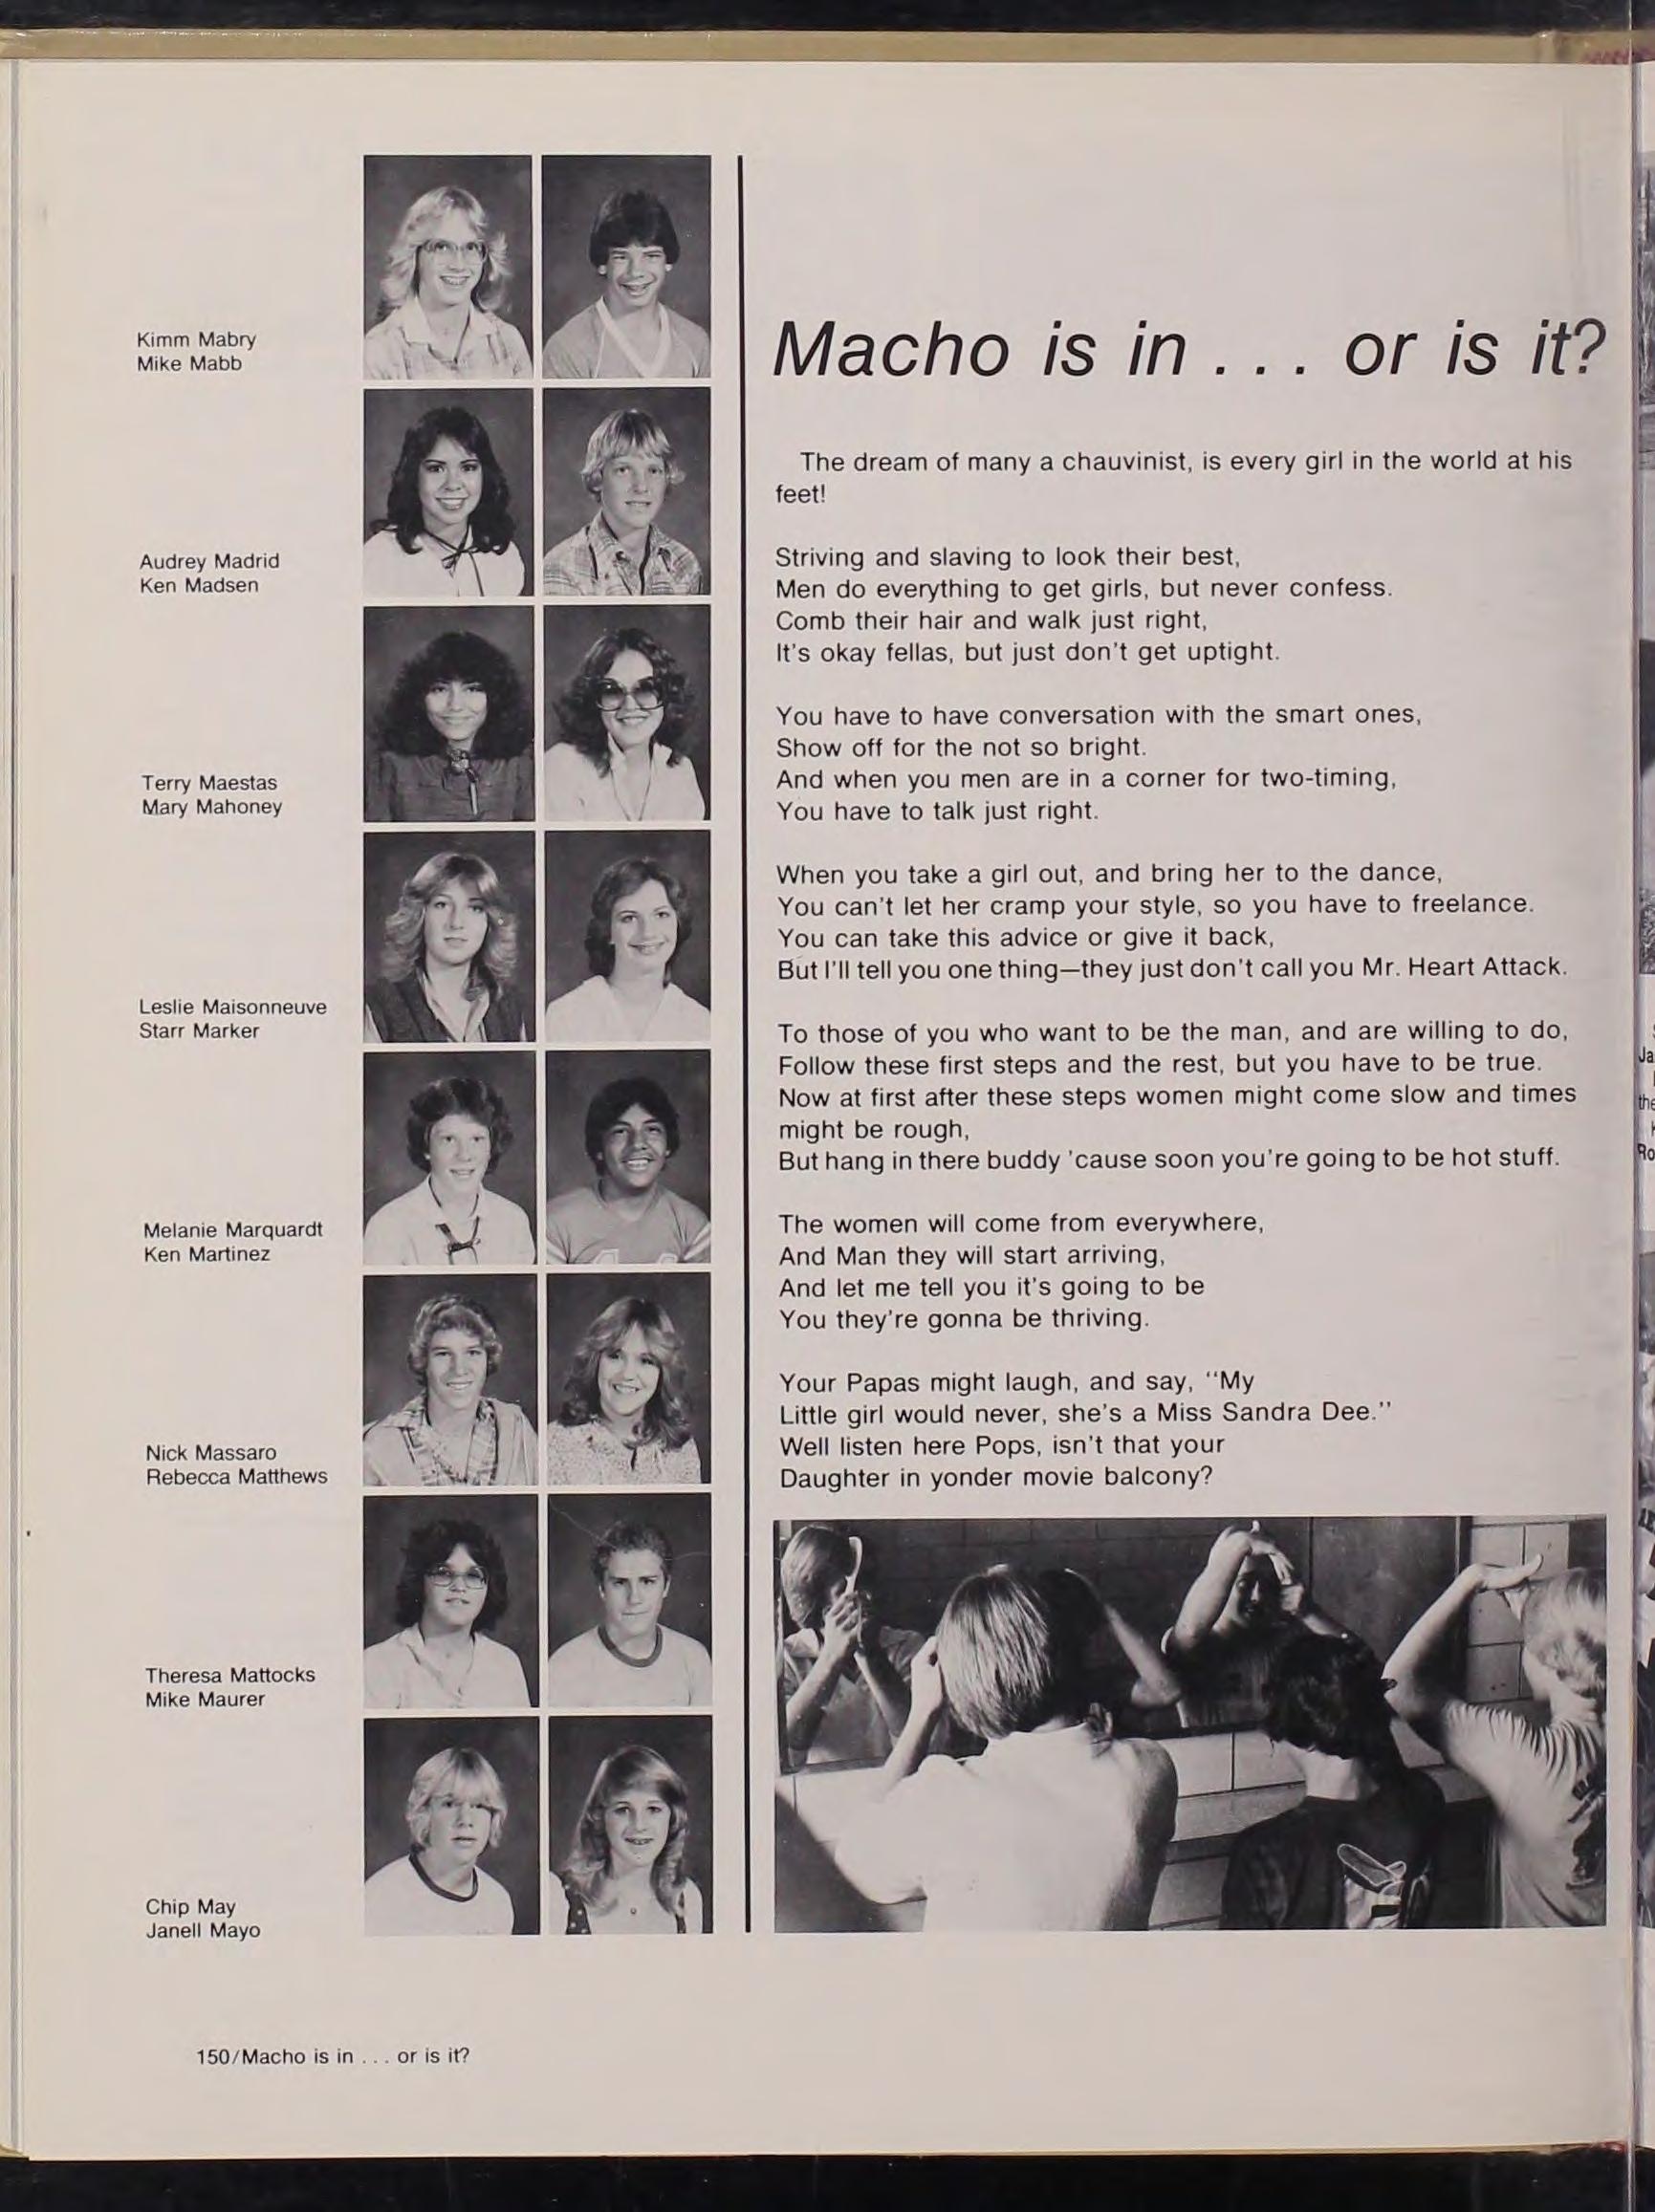 Kimm Mabry
Mike Mabb
Audrey Madrid
Ken Madsen
Terry Maestas
Mary Mahoney
Leslie Maisonneuve
Starr Marker
Melanie Marquardt
Ken Martinez
Nick Massaro
Rebecca Matthews
Theresa Mattocks
Mike Maurer
Chip May
Janell Mayo
Macho is in . . . or is it?
The dream of many a chauvinist, is every girl in the world at his
feet!
Striving and slaving to look their best,
Men do everything to get girls, but never confess.
Comb their hair and walk just right,
It's okay fellas, but just don't get uptight.
You have to have conversation with the smart ones,
Show off for the not so bright.
And when you men are in a corner for two-timing,
You have to talk just right.
When you take a girl out, and bring her to the dance,
You can't let her cramp your style, so you have to freelance.
You can take this advice or give it back,
But I'll tell you one thing—they just don't call you Mr. Heart Attack.
To those of you who want to be the man, and are willing to do,
Follow these first steps and the rest, but you have to be true.
Now at first after these steps women might come slow and times
might be rough,
But hang in there buddy 'cause soon you're going to be hot stuff.
The women will come from everywhere,
And Man they will start arriving,
And let me tell you it's going to be
You they're gonna be thriving.
Your Papas might laugh, and say, "My
Little girl would never, she's a Miss Sandra Dee."
Well listen here Pops, isn't that your
Daughter in yonder movie balcony?
150/Macho is in . . . or is it?